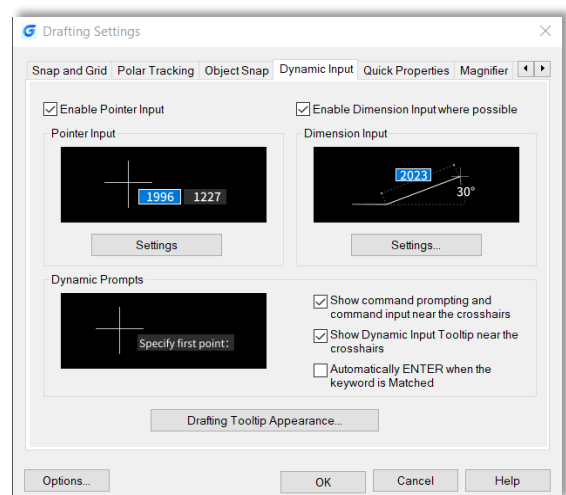 Drafting Settings
Snap and Grid Polar Tracking Object Snap Dynamic Input Quick Properties Magnifier
Enable Pointer Input
Enable Dimension Input where possible
Pointer Input
Dimension Input
1996 1227
2023
30°
Settings
Settings...
Dynamic Prompts
Specify first point:
Show command prompting and
command input near the crosshairs
Show Dynamic Input Tooltip near the
crosshairs
Automatically ENTER when the
keyword is Matched
Drafting Tooltip Appearance...
Options...
OK
Cancel
Help